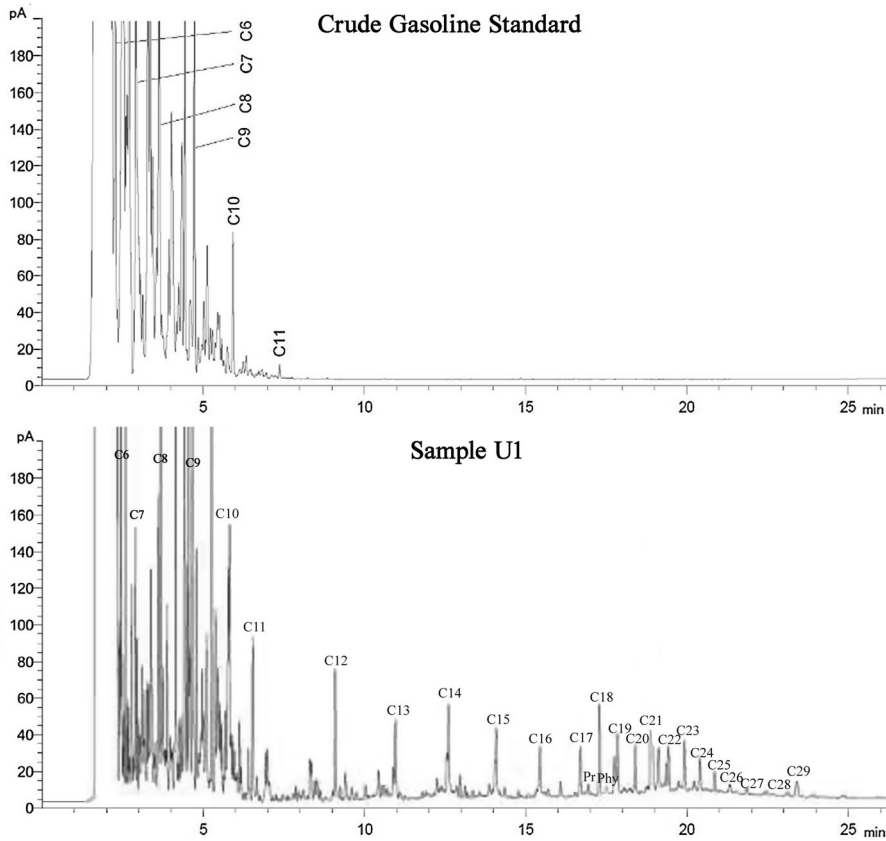 Crude Gasoline Standard
pA
180
160
140
120
100
80
60
40
20
0
C6
C7
C8
C9
C10
C11
5
10
15
20
25
min
Sample U1
pA
180
160
140
120
100
80
60
40
20
0
C6
C7
C8
C9
C10
C11
C12
C13
C14
C15
C16
C17
Pr
C18
Phy
C19
C20
C21
C22
C23
C24
C25
C26
C27
C28
C29
5
10
15
20
25
min